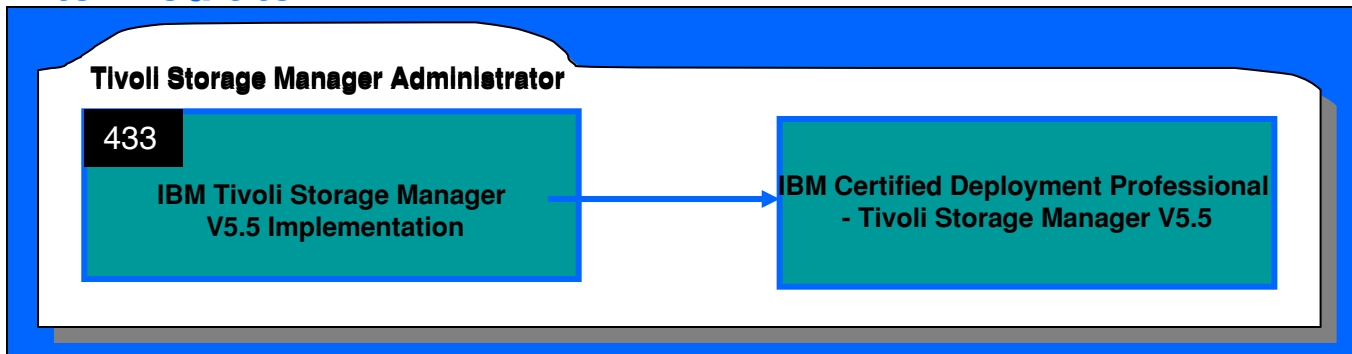 Tivoli Storage Manager Administrator
433
IBM Tivoli Storage Manager
V5.5 Implementation
IBM Certified Deployment Professional
- Tivoli Storage Manager V5.5